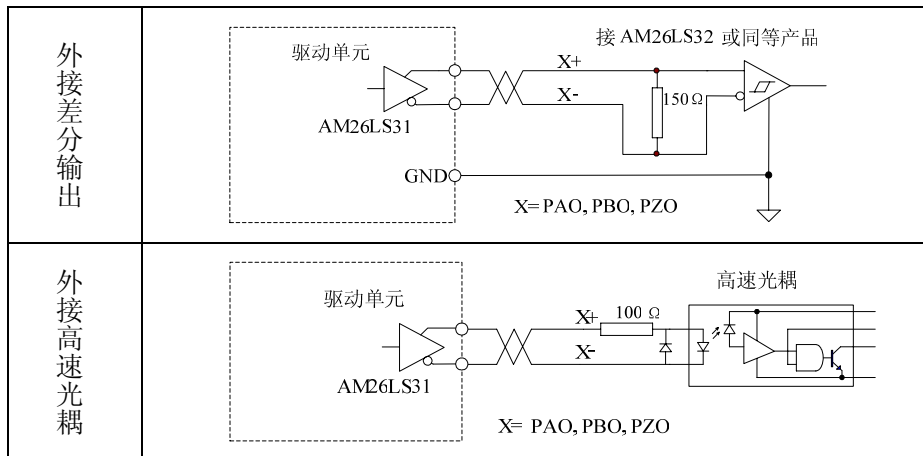 外接差分输出
驱动单元
AM26LS31
GND
X+
X-
接 AM26LS32 或同等产品
150 Ω
X= PAO, PBO, PZO
外接高速光耦
驱动单元
AM26LS31
X+
X-
100 Ω
高速光耦
X= PAO, PBO, PZO